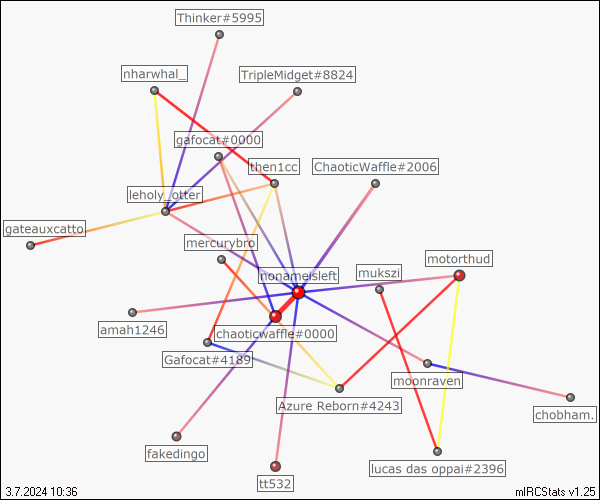 Thinker#5995
nharwhal_
TripleMidget#8824
gafocat#0000
then1cc
ChaoticWaffle#2006
leholy_otter
gateauxcatto
mercurybro
motorthud
nonameisleft
mukszi
amah1246
chaoticwaffle#0000
Gafocat#4189
moonraven
Azure Reborn#4243
chobham.
fakedingo
lucas das oppai#2396
tt532
3.7.2024 10:36
mIRCStats v1.25